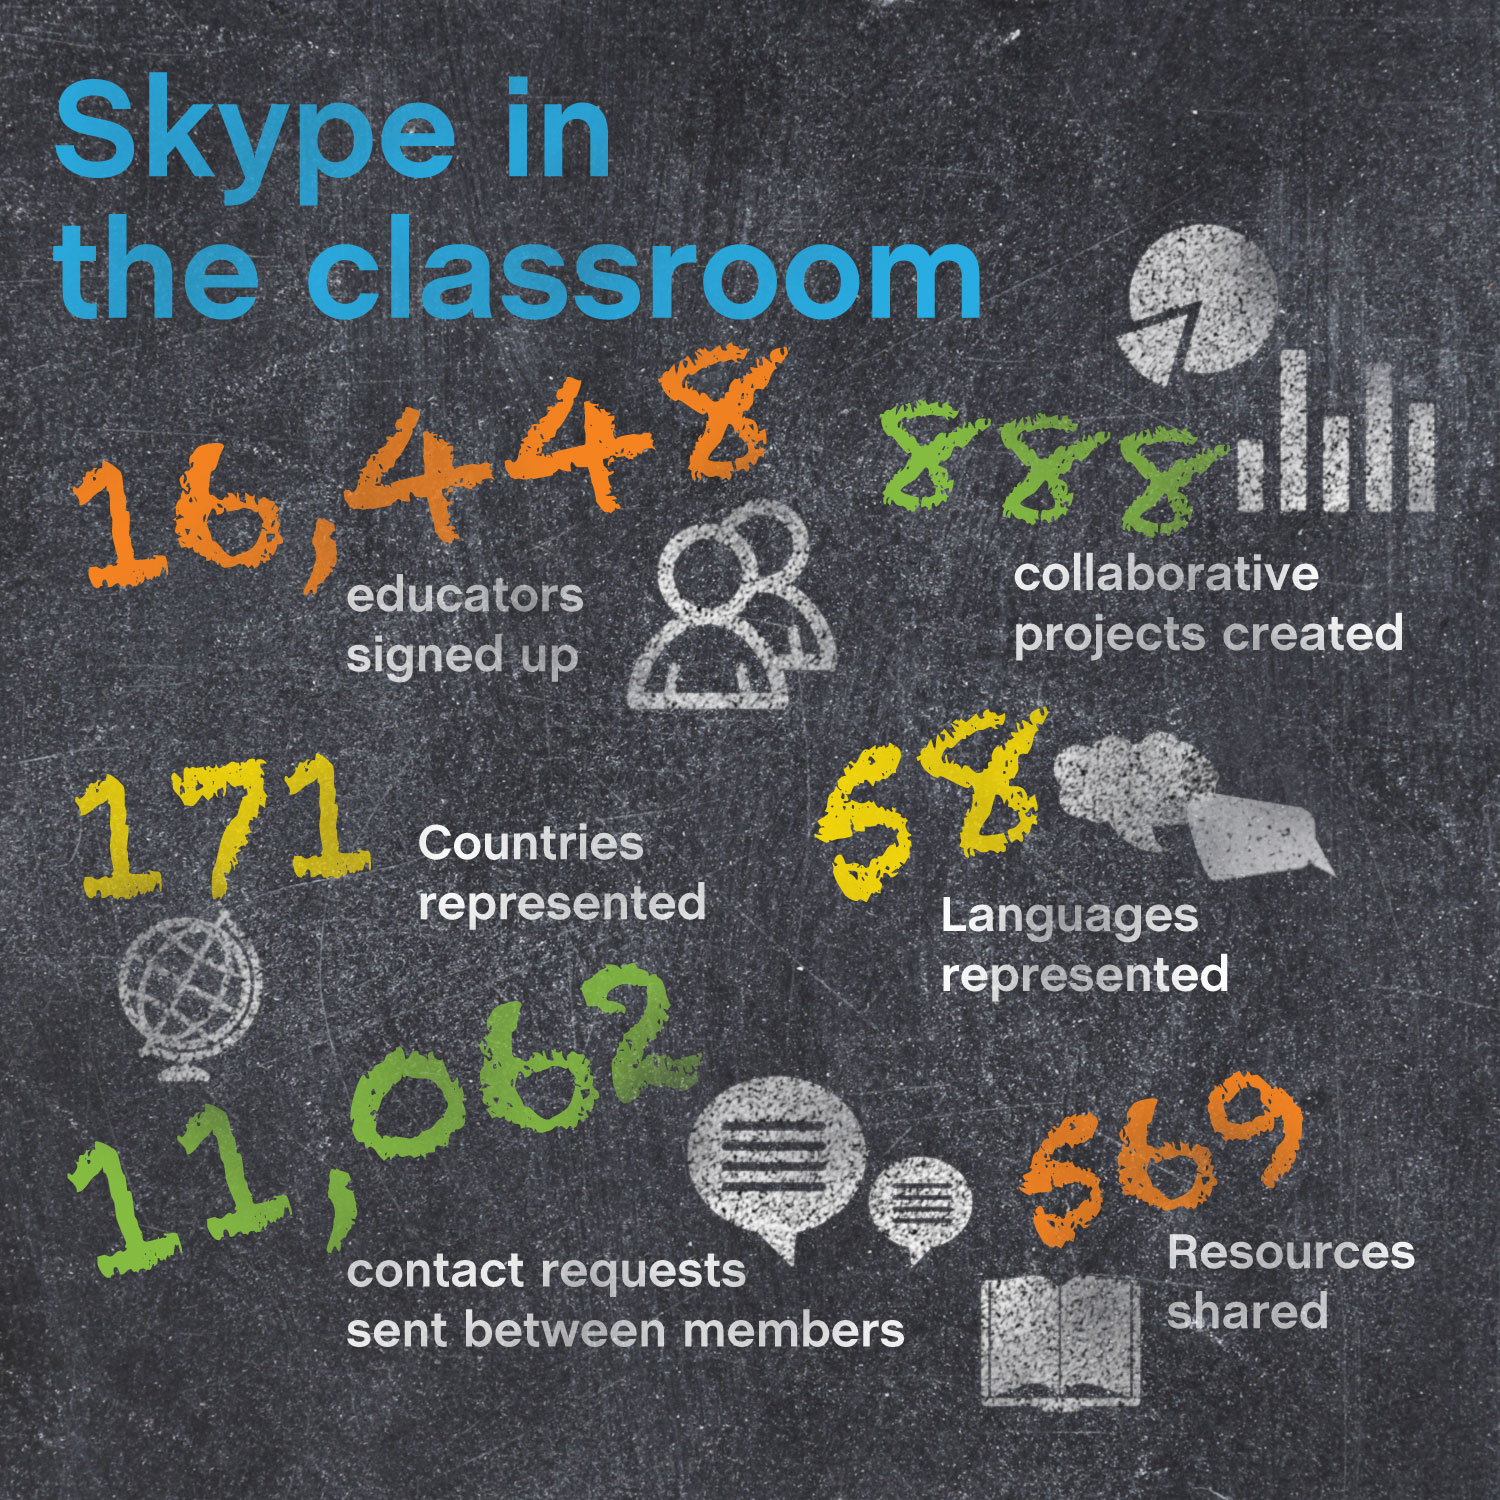 Skype in
the classroom
16,448
educators
signed up
888
collaborative
projects created
171
Countries
represented
58
Languages
represented
11,062
contact requests
sent between members
569
Resources
shared